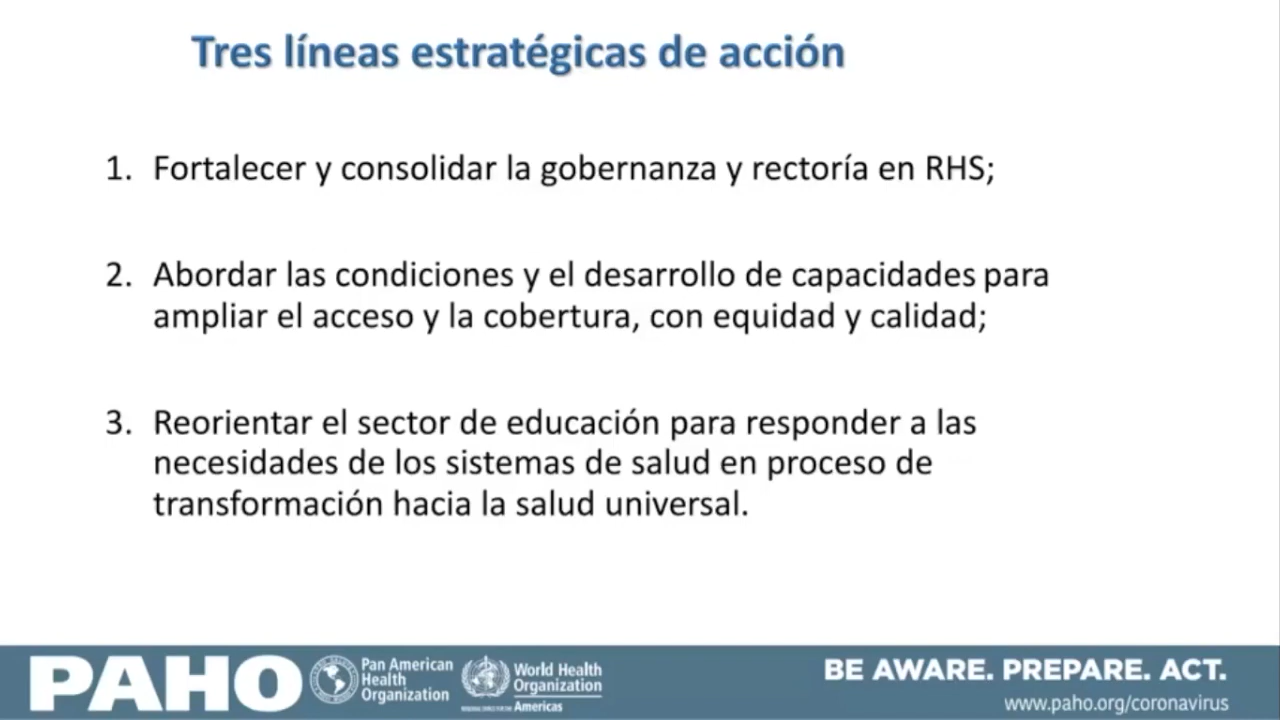 Tres líneas estratégicas de acción
1. Fortalecer y consolidar la gobernanza y rectoría en RHS;
2. Abordar las condiciones y el desarrollo de capacidades para
ampliar el acceso y la cobertura, con equidad y calidad;
3. Reorientar el sector de educación para responder a las
necesidades de los sistemas de salud en proceso de
transformación hacia la salud universal.
PAHO
Pan American
Health
Organization
World Health
Organization
Americas
BE AWARE. PREPARE. ACT.
www.paho.org/coronavirus